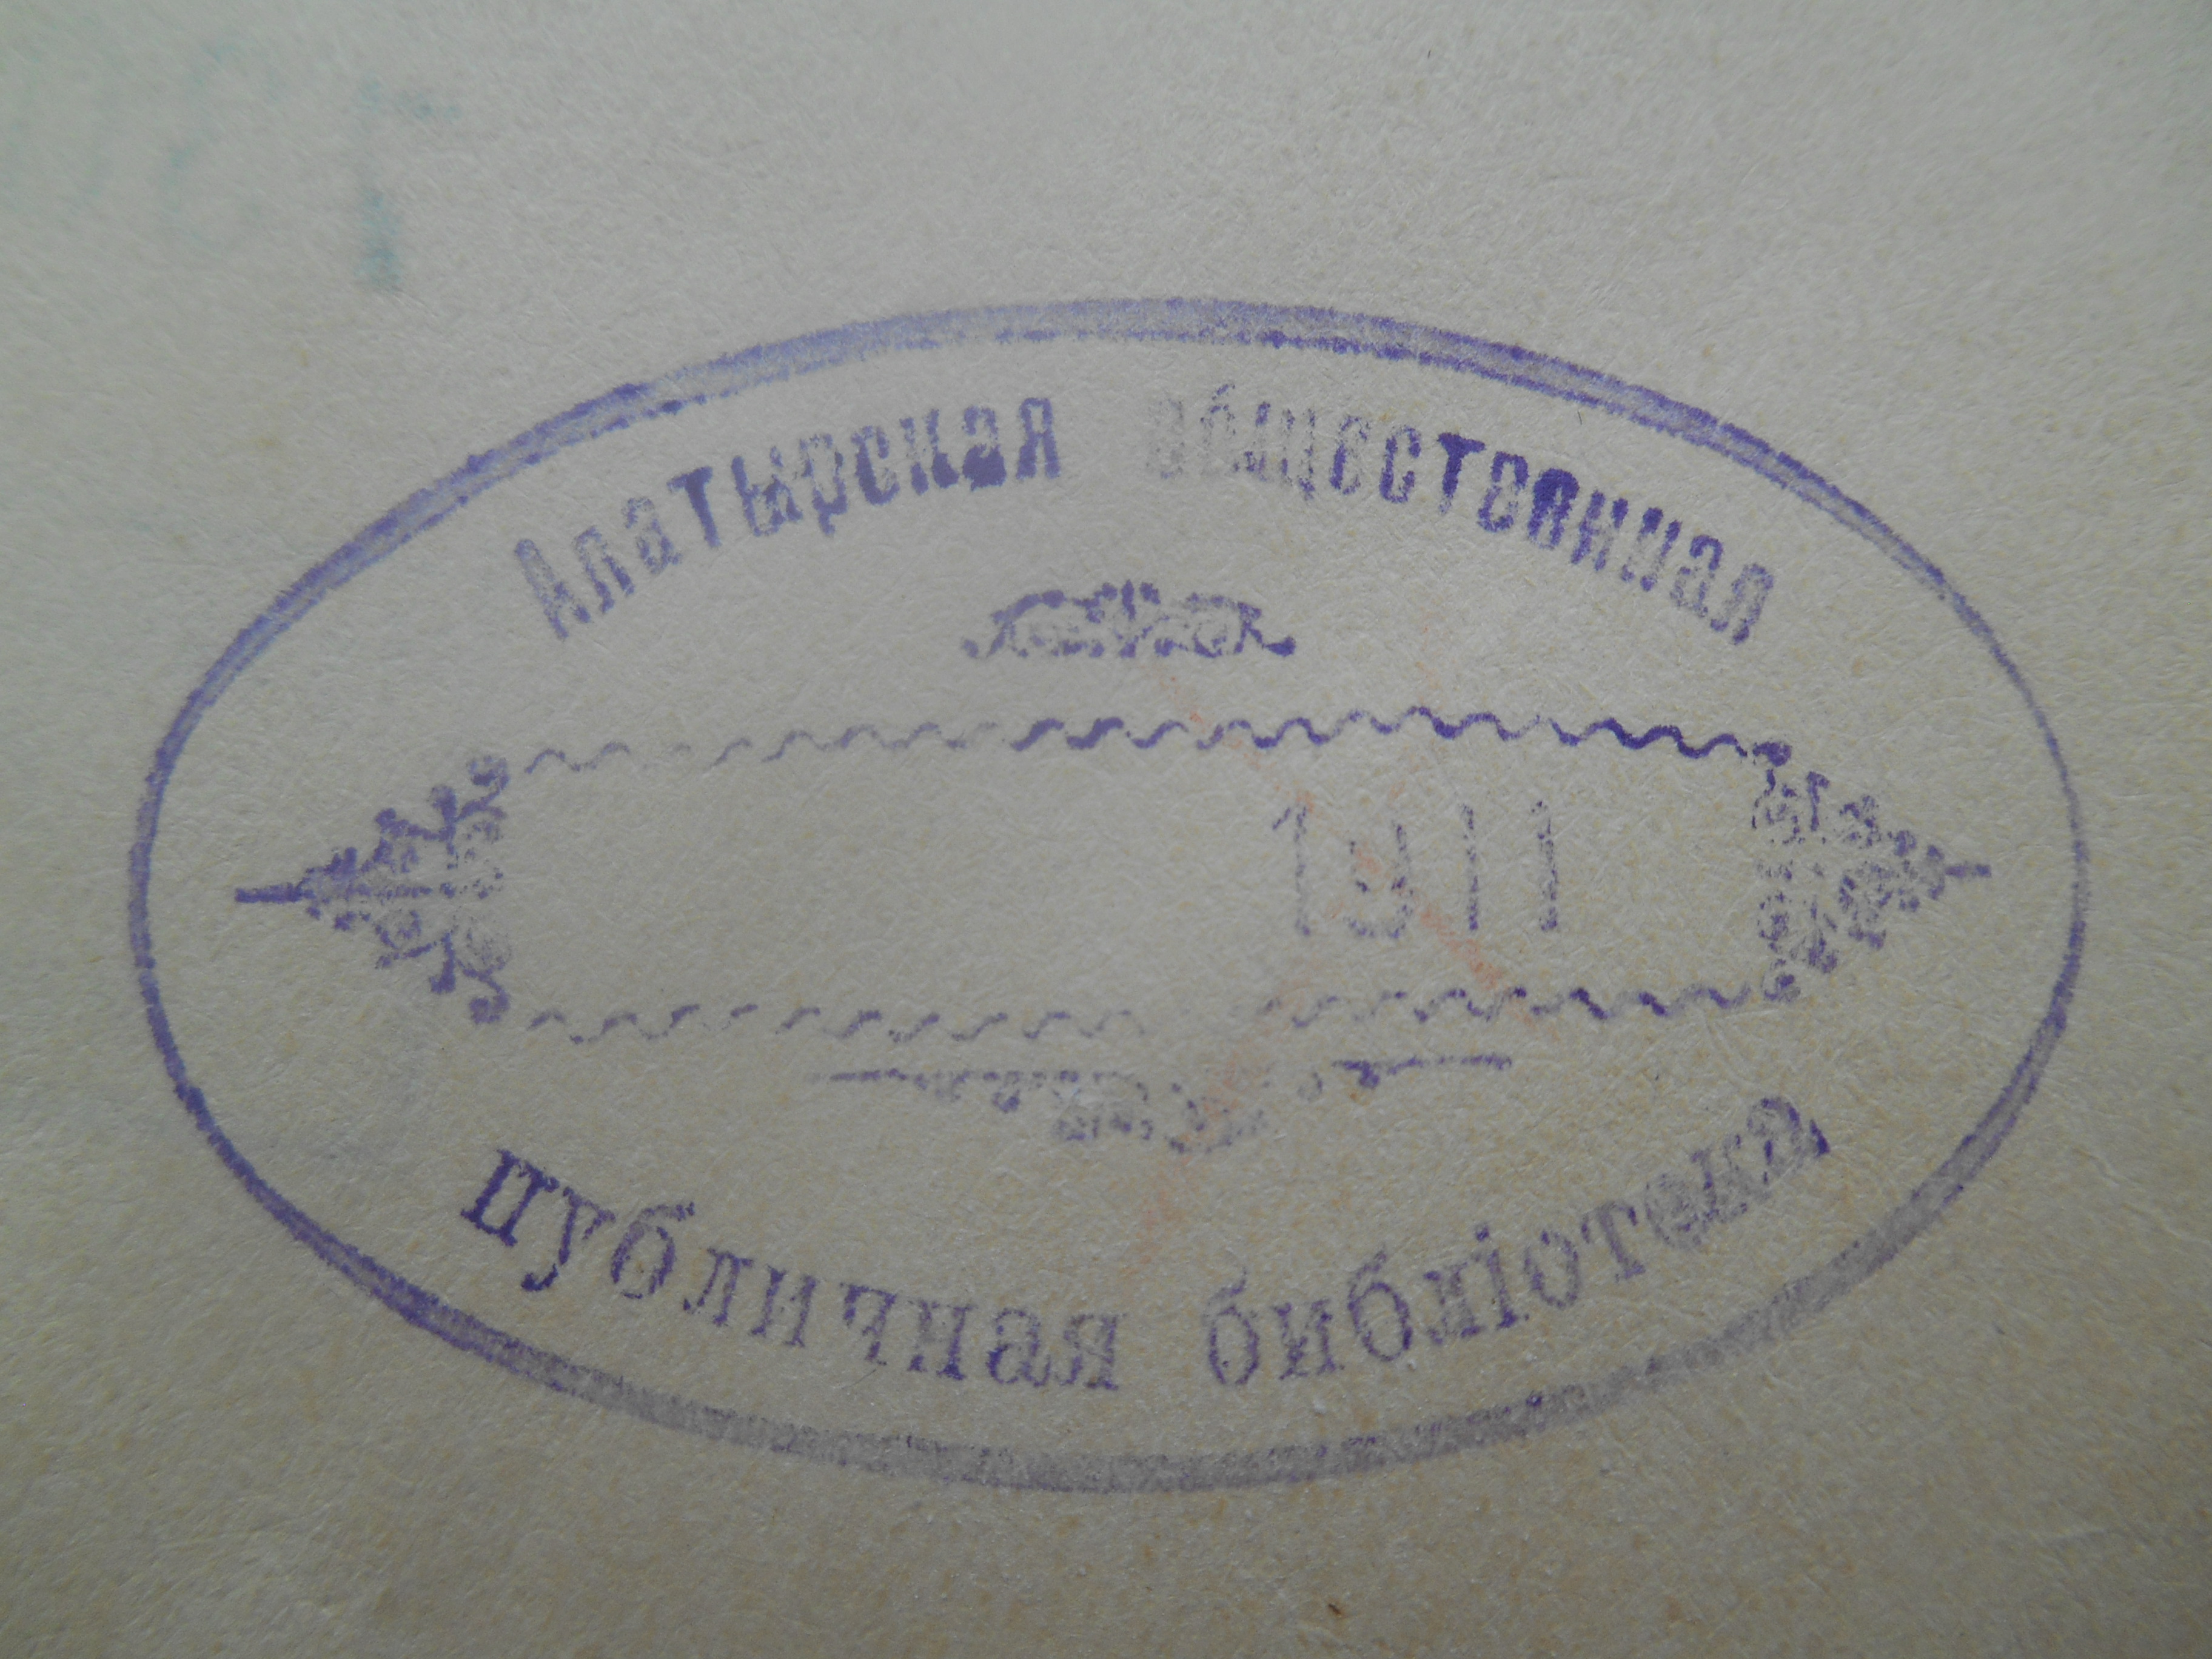 Алатырская общественная
1911
публичная библіотека